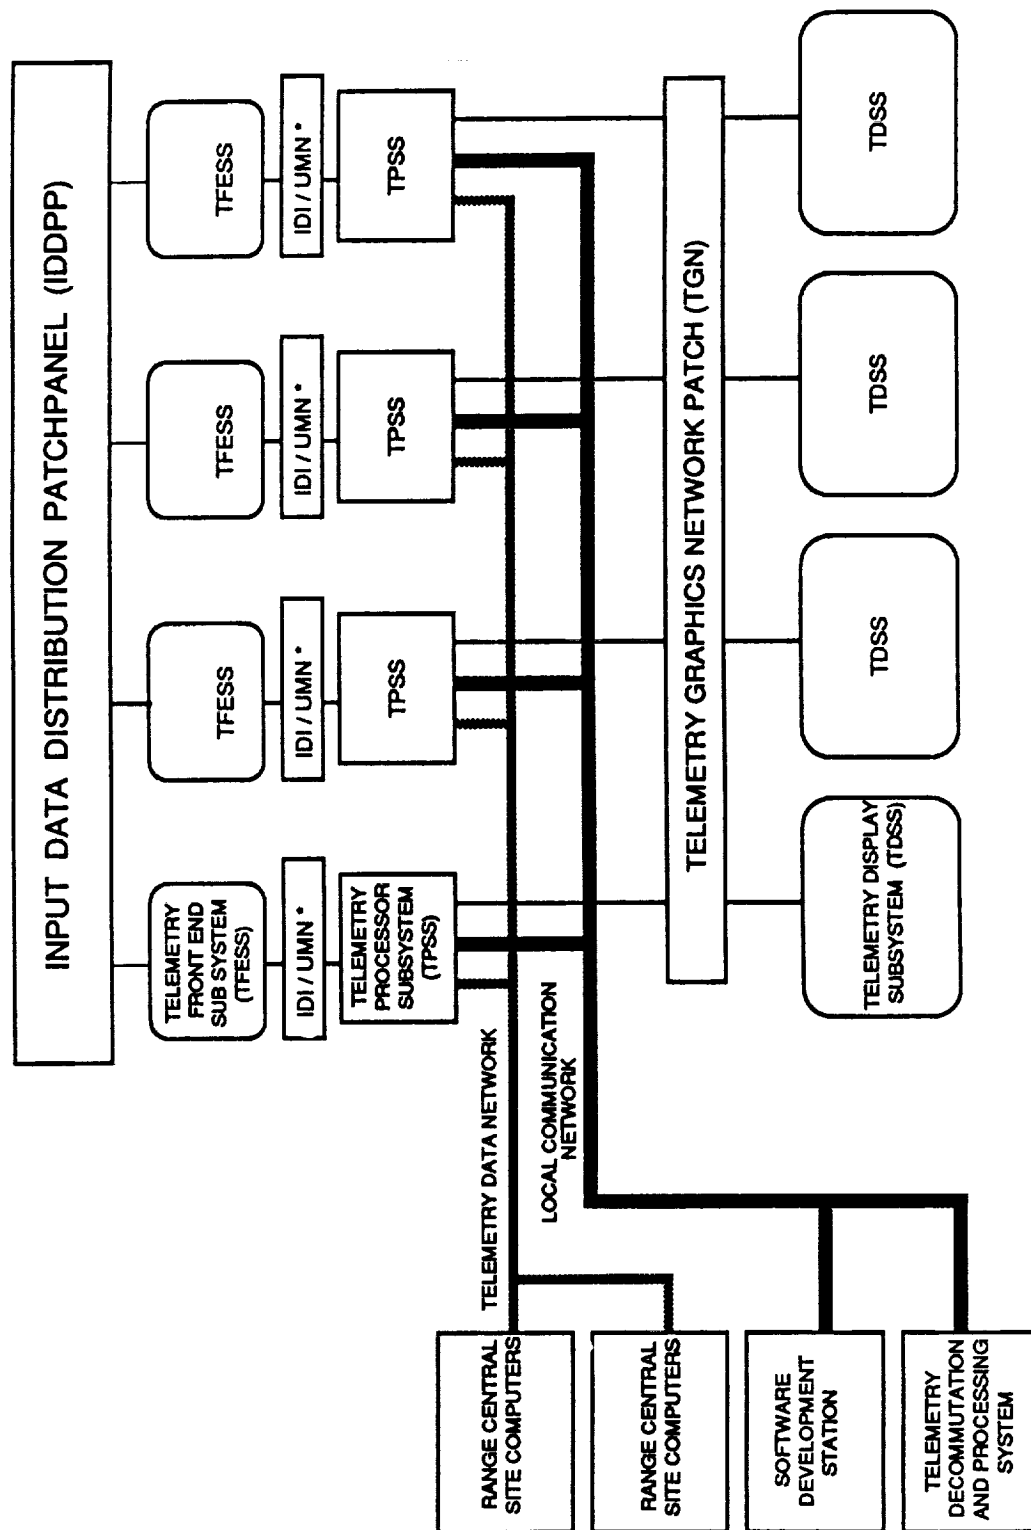 INPUT DATA DISTRIBUTION PATCHPANEL (IDDPP)
TELEMETRY
FRONT END
SUB SYSTEM
(TFESS)
TFESS
TFESS
TFESS
IDI / UMN *
IDI / UMN *
IDI / UMN *
IDI / UMN *
TELEMETRY
PROCESSOR
SUBSYSTEM
(TPSS)
TPSS
TPSS
TPSS
TELEMETRY DATA NETWORK
LOCAL COMMUNICATION
NETWORK
RANGE CENTRAL
SITE COMPUTERS
RANGE CENTRAL
SITE COMPUTERS
TELEMETRY GRAPHICS NETWORK PATCH (TGN)
SOFTWARE
DEVELOPMENT
STATION
TELEMETRY DISPLAY
SUBSYSTEM (TDSS)
TDSS
TDSS
TDSS
TELEMETRY
DECOMMUTATION
AND PROCESSING
SYSTEM